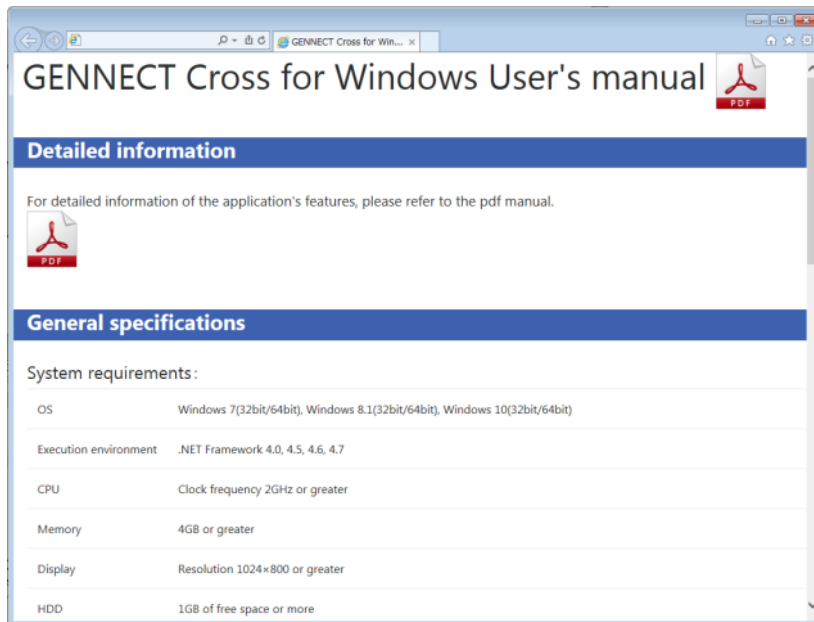 GENNECT Cross for Win...
GENNECT Cross for Windows User's manual
PDF
Detailed information
For detailed information of the application's features, please refer to the pdf manual.
PDF
General specifications
System requirements:
OS Windows 7(32bit/64bit), Windows 8.1(32bit/64bit), Windows 10(32bit/64bit)
Execution environment .NET Framework 4.0, 4.5, 4.6, 4.7
CPU Clock frequency 2GHz or greater
Memory 4GB or greater
Display Resolution 1024×800 or greater
HDD 1GB of free space or more